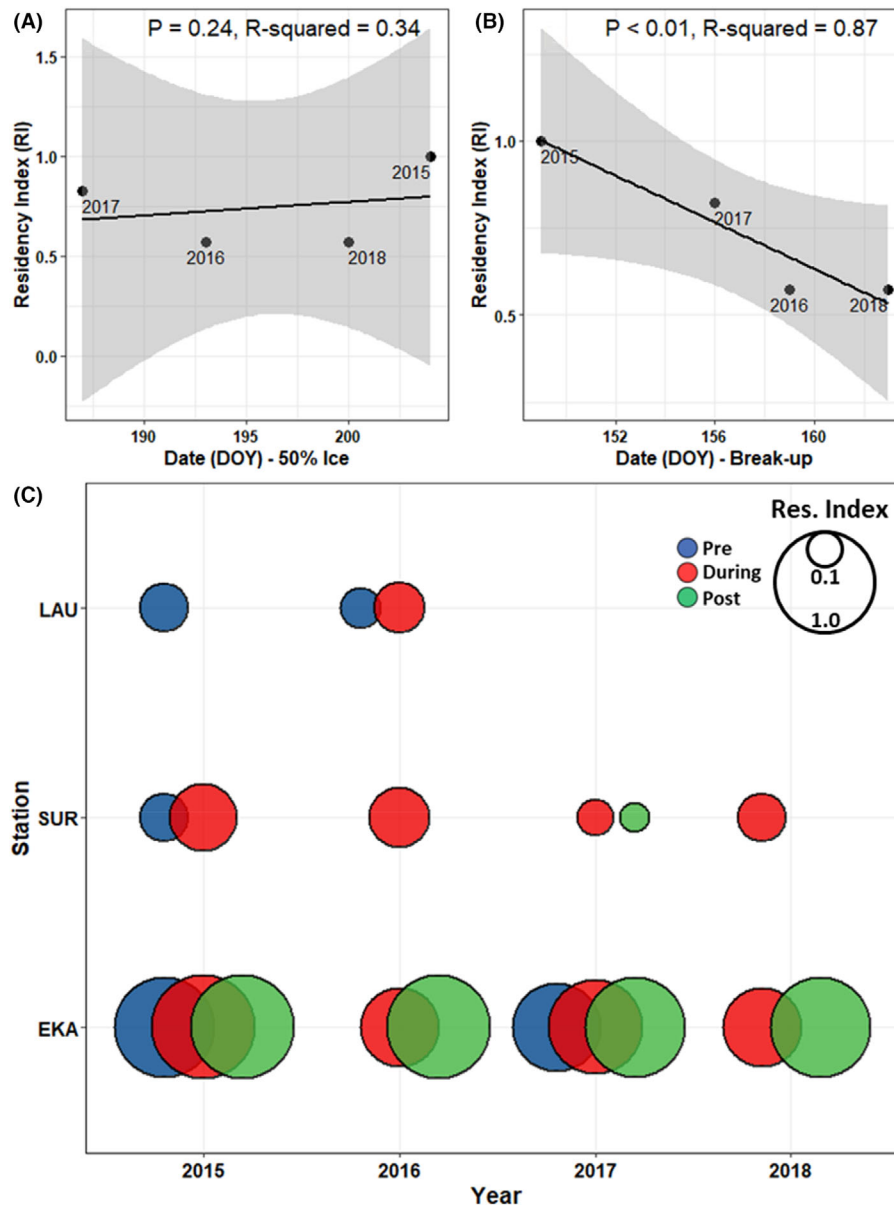 (A)
P = 0.24, R-squared = 0.34
Residency Index (RI)
1.5
1.0
0.5
0.0
2017
2016
2018
2015
190
195
200
Date (DOY) - 50% Ice
(B)
P < 0.01, R-squared = 0.87
Residency Index (RI)
1.0
0.5
2015
2017
2016
2018
152
156
160
Date (DOY) - Break-up
(C)
Res. Index
Pre
During
Post
0.1
1.0
Station
LAU
SUR
EKA
2015
2016
2017
2018
Year